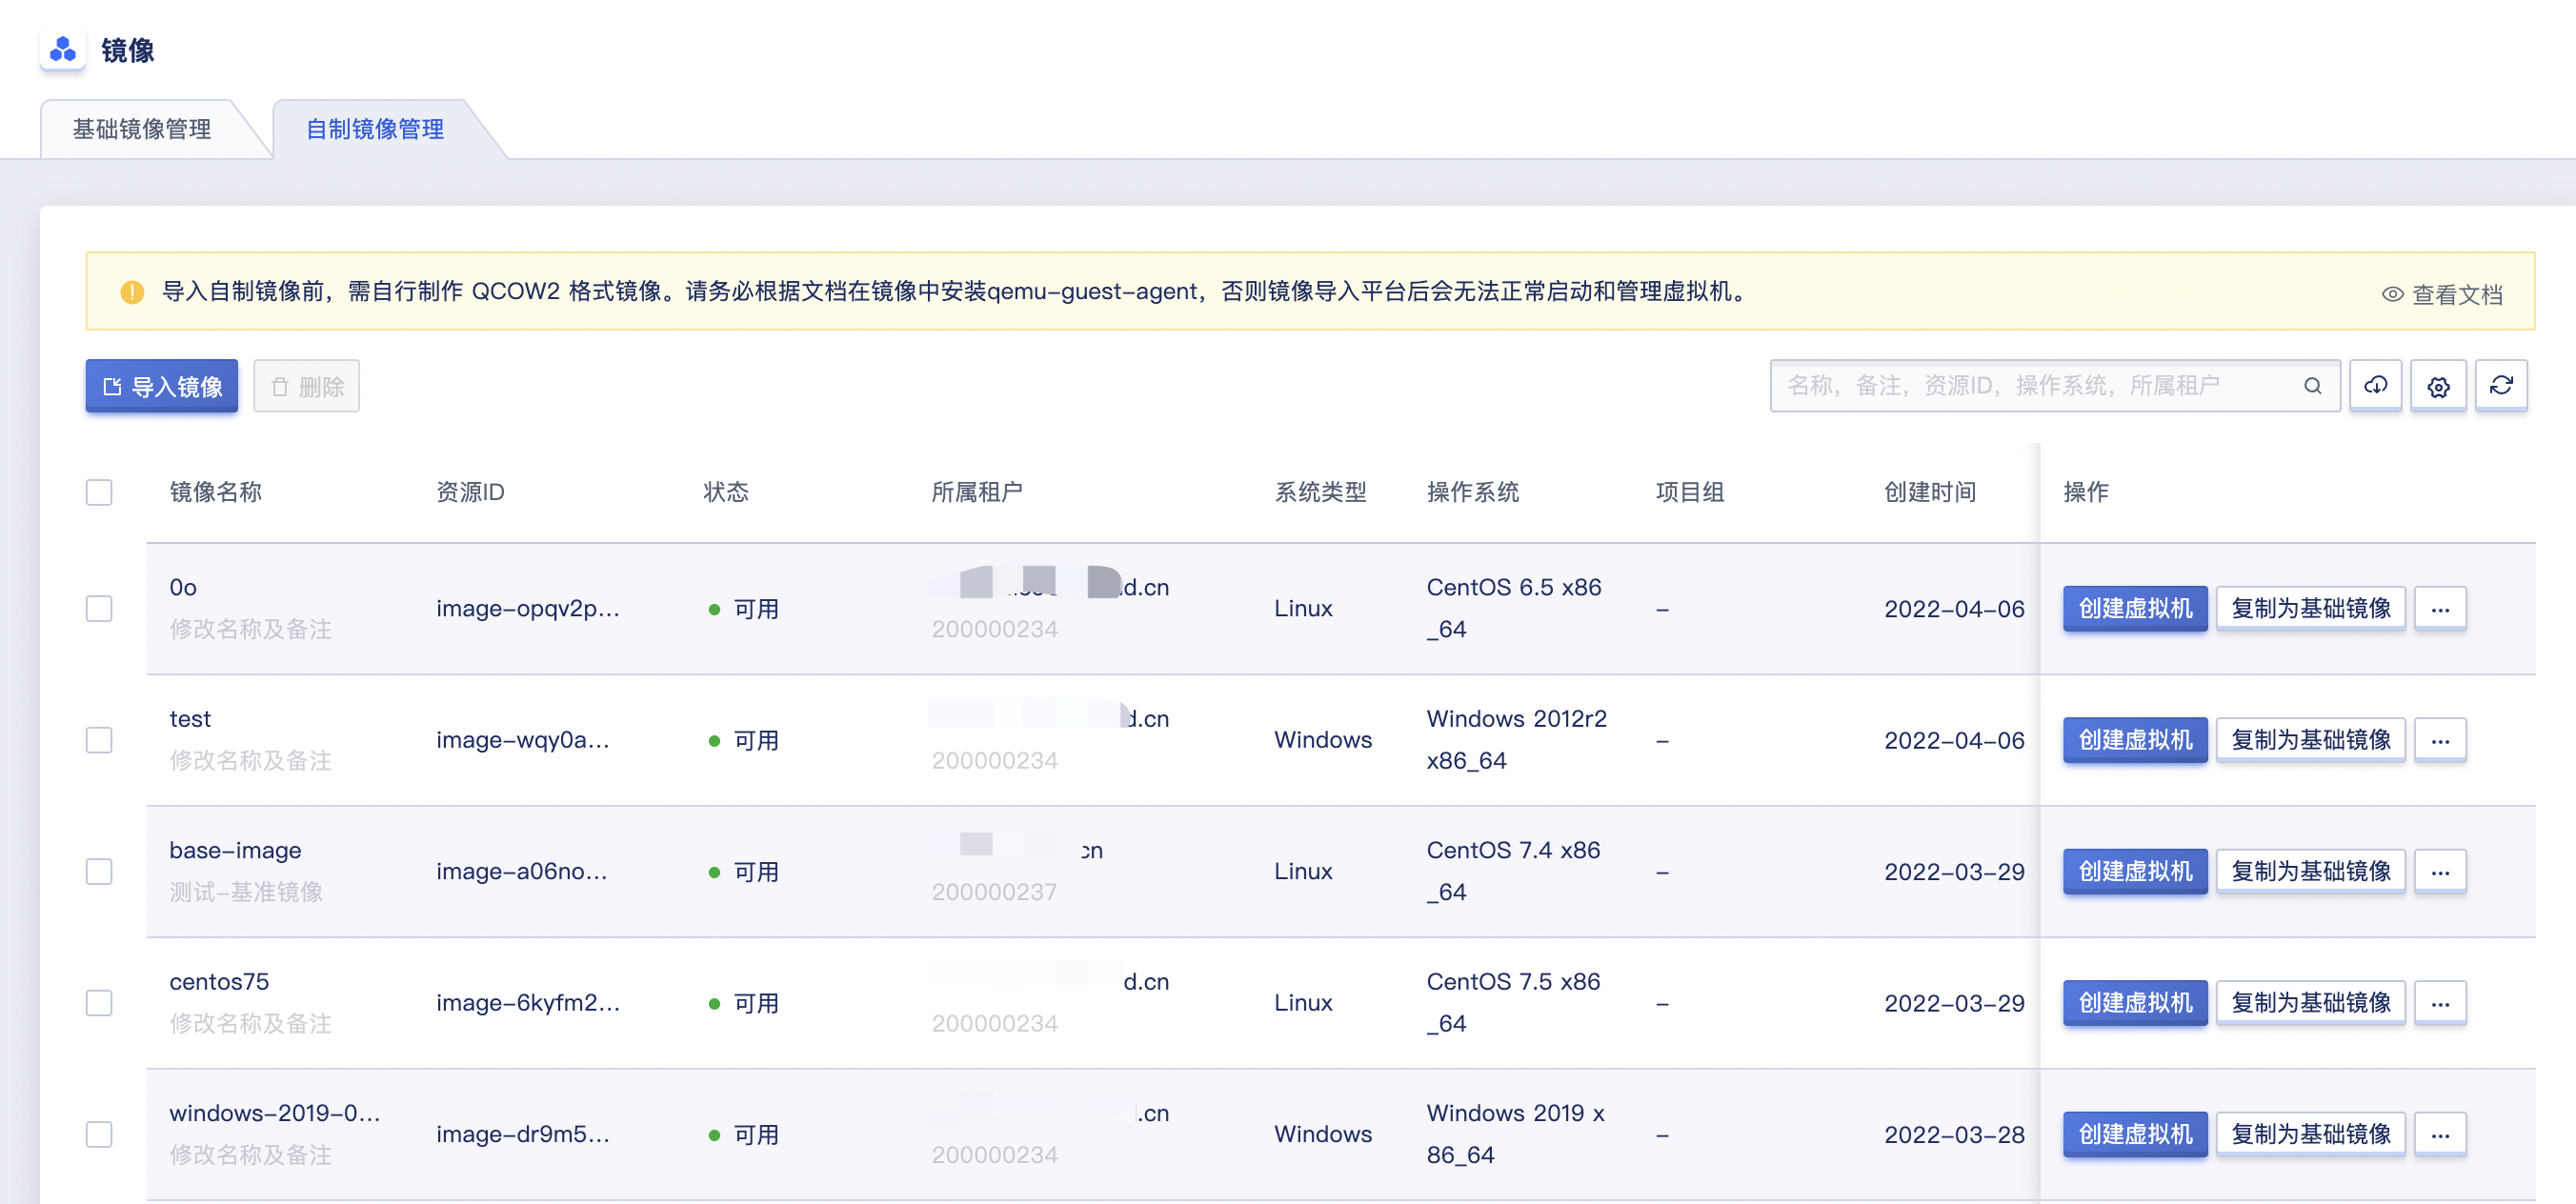 镜像
基础镜像管理
自制镜像管理
导入自制镜像前，需自行制作 QCOW2 格式镜像。请务必根据文档在镜像中安装qemu-guest-agent，否则镜像导入平台后会无法正常启动和管理虚拟机。
查看文档
导入镜像
删除
名称，备注，资源ID，操作系统，所属租户
镜像名称 资源ID 状态 所属租户 系统类型 操作系统 项目组 创建时间 操作
0o d.cn CentOS 6.5 x86
image-opqv2p... 可用 Linux – 2022-04-06 创建虚拟机 复制为基础镜像 ...
修改名称及备注 200000234 _64
test d.cn Windows 2012r2
image-wqy0a... 可用 Windows – 2022-04-06 创建虚拟机 复制为基础镜像 ...
修改名称及备注 200000234 x86_64
base-image cn CentOS 7.4 x86
image-a06no... 可用 Linux – 2022-03-29 创建虚拟机 复制为基础镜像 ...
测试-基准镜像 200000237 _64
centos75 d.cn CentOS 7.5 x86
image-6kyfm2... 可用 Linux – 2022-03-29 创建虚拟机 复制为基础镜像 ...
修改名称及备注 200000234 _64
windows-2019-0... .cn Windows 2019 x
image-dr9m5... 可用 Windows – 2022-03-28 创建虚拟机 复制为基础镜像 ...
修改名称及备注 200000234 86_64